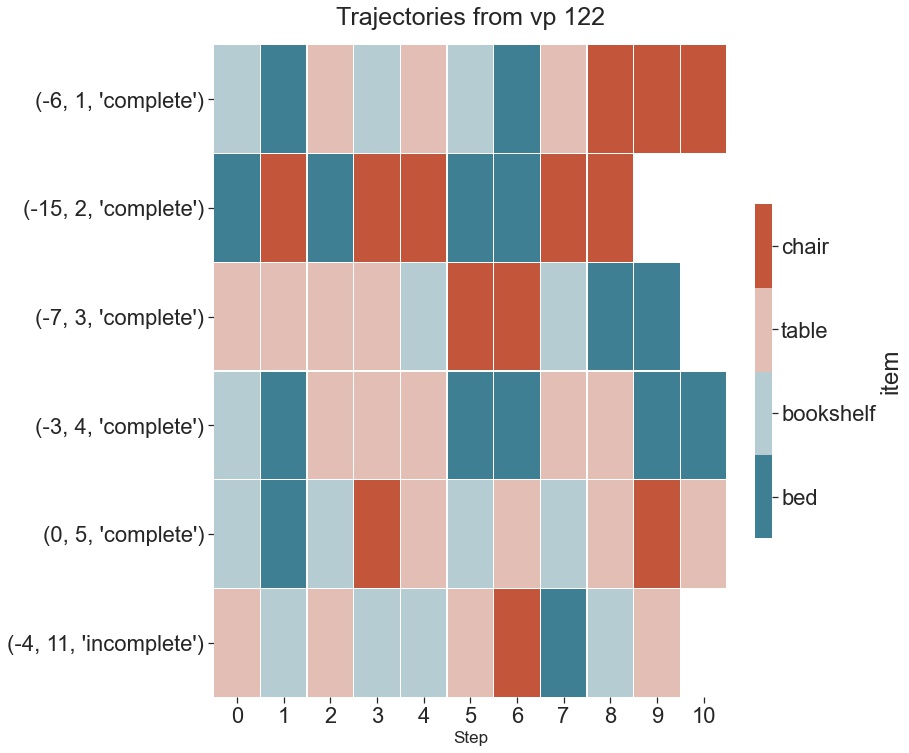 Trajectories from vp 122
(-6, 1, 'complete')
(-15, 2, 'complete')
(-7, 3, 'complete')
(-3, 4, 'complete')
(0, 5, 'complete')
(-4, 11, 'incomplete')
0 1 2 3 4 5 6 7 8 9 10
Step
chair
table
bookshelf
bed
item